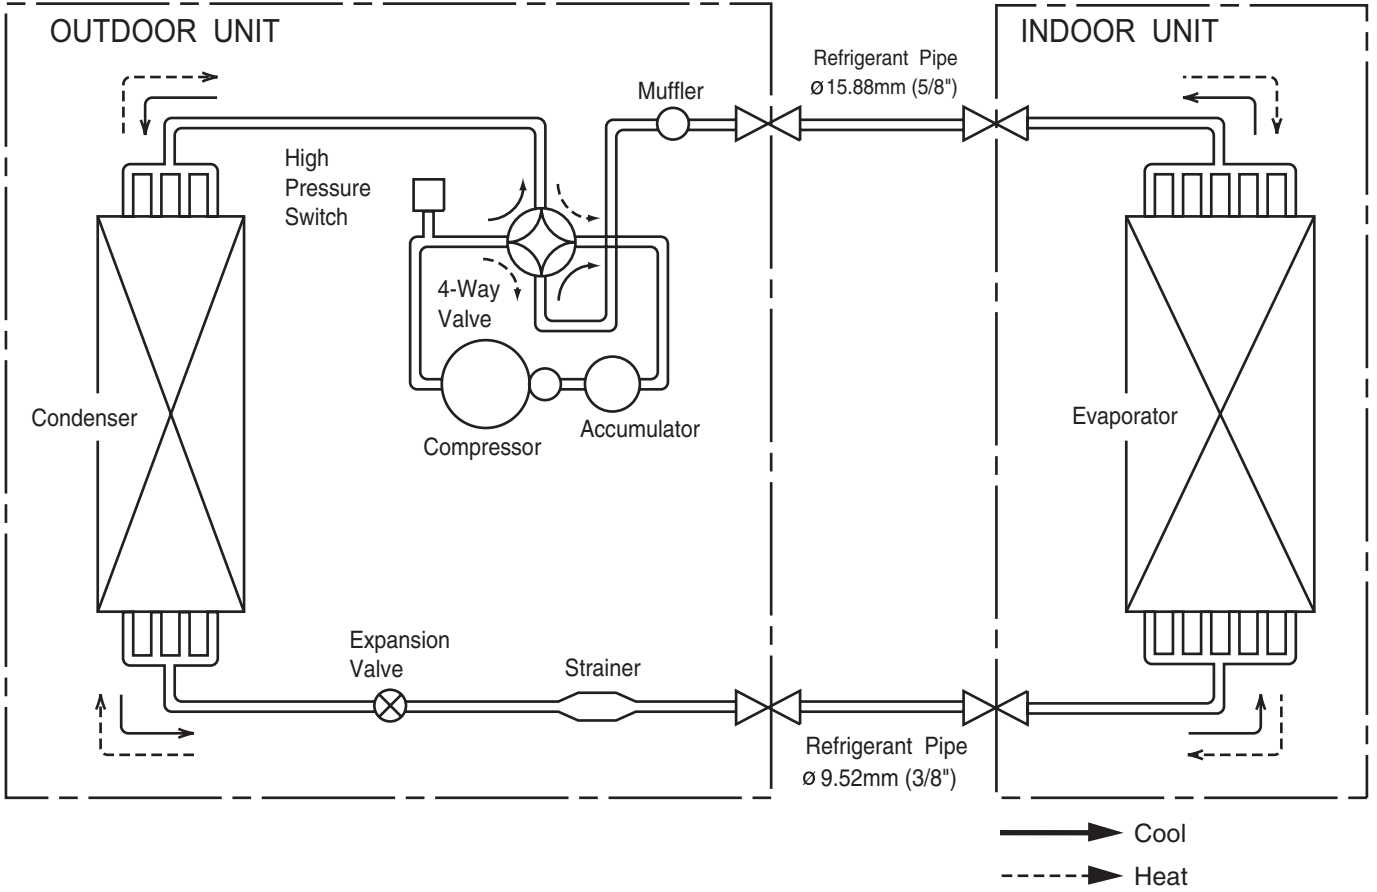 OUTDOOR UNIT
INDOOR UNIT
Refrigerant Pipe
ø15.88mm (5/8")
Muffler
High
Pressure
Switch
4-Way
Valve
Condenser
Evaporator
Compressor
Accumulator
Expansion
Valve
Strainer
Refrigerant Pipe
ø9.52mm (3/8")
Cool
Heat